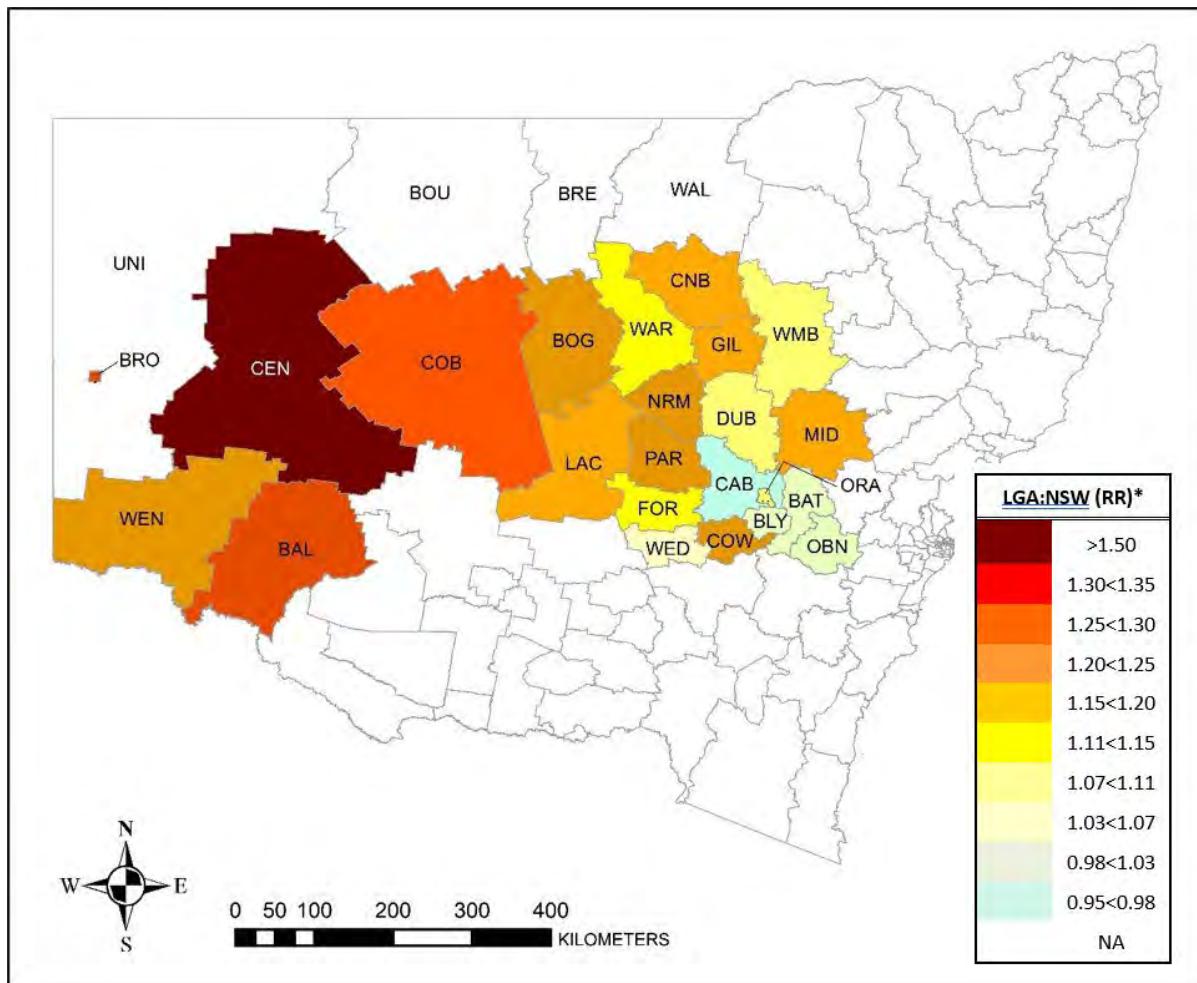 BOU
BRE
WAL
UNI
CNB
BRO
CEN
COB
BOG
WAR
GIL
WMB
NRM
DUB
MID
LAC
PAR
CAB
ORA
WEN
BAL
FOR
BAT
BLY
WED
COW
OBN
LGA:NSW (RR)*
>1.50
1.30<1.35
1.25<1.30
1.20<1.25
1.15<1.20
1.11<1.15
1.07<1.11
1.03<1.07
0.98<1.03
0.95<0.98
NA
N
W E
S
0 50 100 200 300 400
KILOMETERS